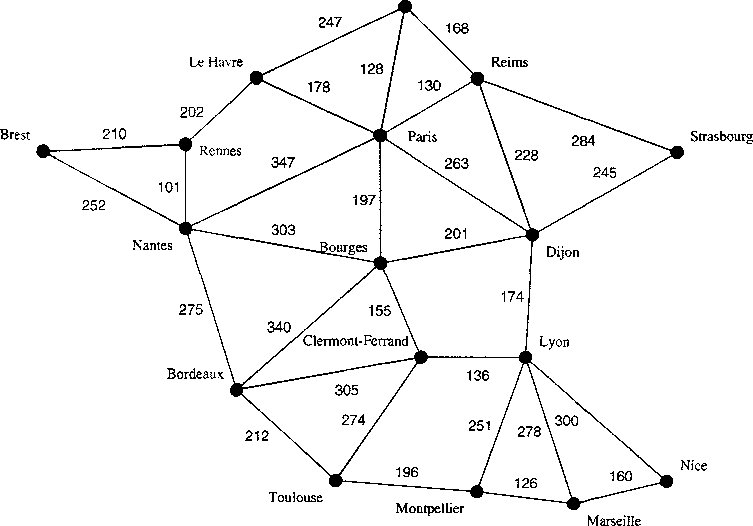 247
168
Le Havre
Reims
128
178
130
202
Brest
210
Paris
284
Strasbourg
Rennes
347
263
228
245
101
252
197
303
201
Nantes
Bourges
Dijon
275
155
174
340
Clermont-Ferrand
Lyon
Bordeaux
305
136
274
251
278
300
212
196
126
160
Nice
Toulouse
Montpellier
Marseille